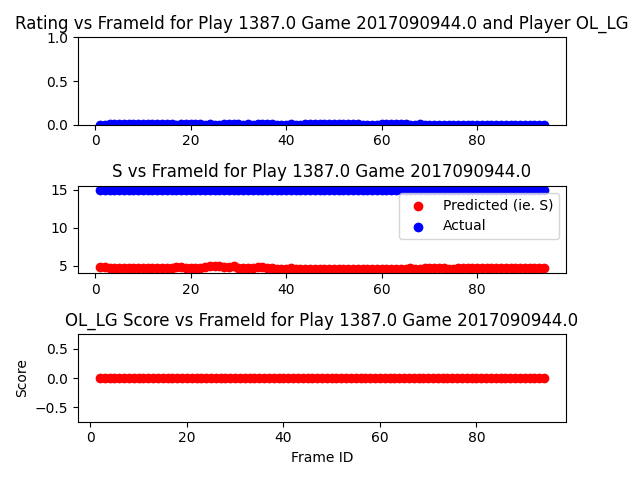 Rating vs FrameId for Play 1387.0 Game 2017090944.0 and Player OL_LG
1.0
0.5
0.0
0 20 40 60 80
S vs FrameId for Play 1387.0 Game 2017090944.0
15
10
5
Predicted (ie. S)
Actual
0 20 40 60 80
OL_LG Score vs FrameId for Play 1387.0 Game 2017090944.0
Score
0.5
0.0
−0.5
0 20 40 60 80
Frame ID